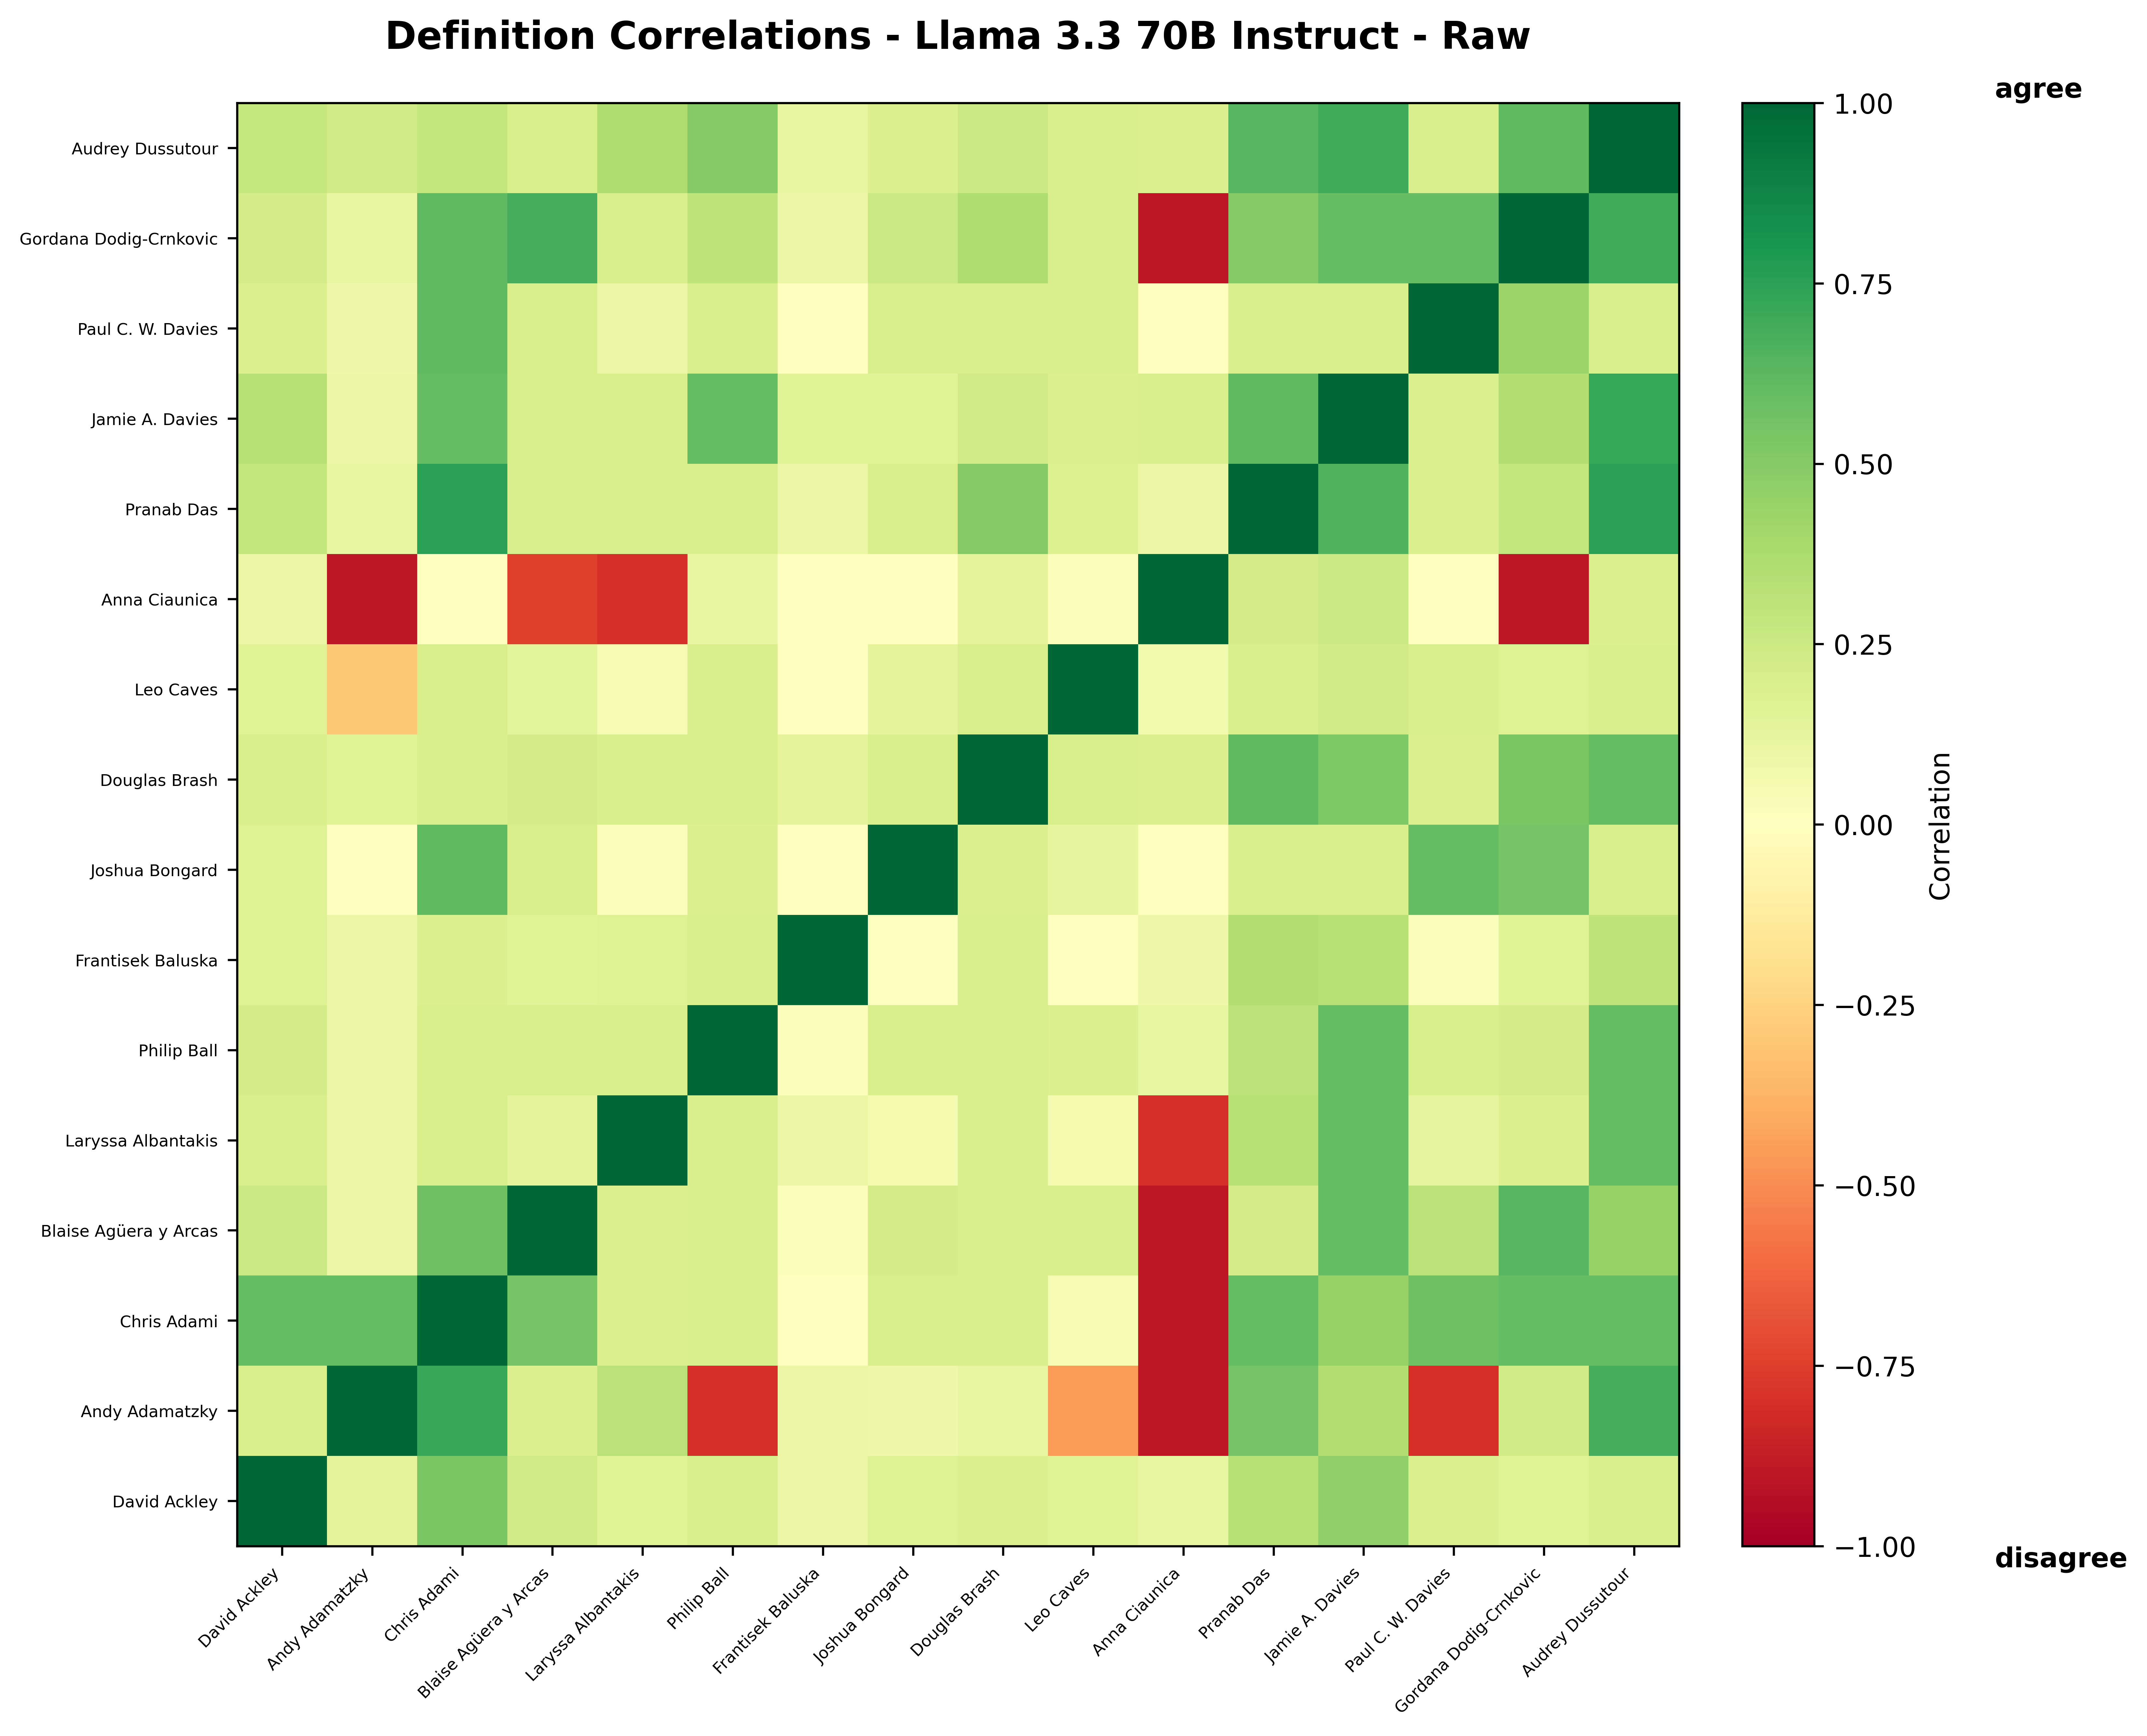 Definition Correlations - Llama 3.3 70B Instruct - Raw
agree
disagree
Audrey Dussutour
Gordana Dodig-Crnkovic
Paul C. W. Davies
Jamie A. Davies
Pranab Das
Anna Ciaunica
Leo Caves
Douglas Brash
Joshua Bongard
Frantisek Baluska
Philip Ball
Laryssa Albantakis
Blaise Agüera y Arcas
Chris Adami
Andy Adamatzky
David Ackley
David Ackley
Andy Adamatzky
Chris Adami
Blaise Agüera y Arcas
Laryssa Albantakis
Philip Ball
Frantisek Baluska
Joshua Bongard
Douglas Brash
Leo Caves
Anna Ciaunica
Pranab Das
Jamie A. Davies
Paul C. W. Davies
Gordana Dodig-Crnkovic
Audrey Dussutour
1.00
0.75
0.50
0.25
0.00
−0.25
−0.50
−0.75
−1.00
Correlation